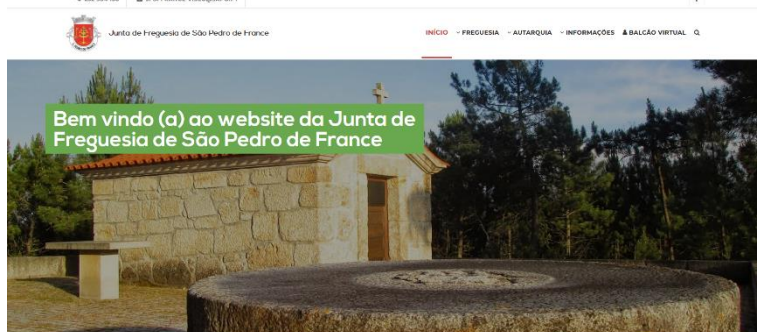 Junta de Freguesia de São Pedro de France
INÍCIO FREGUESIA AUTARQUIA INFORMAÇÕES BALCÃO VIRTUAL
Bem vindo (a) ao website da Junta de
Freguesia de São Pedro de France